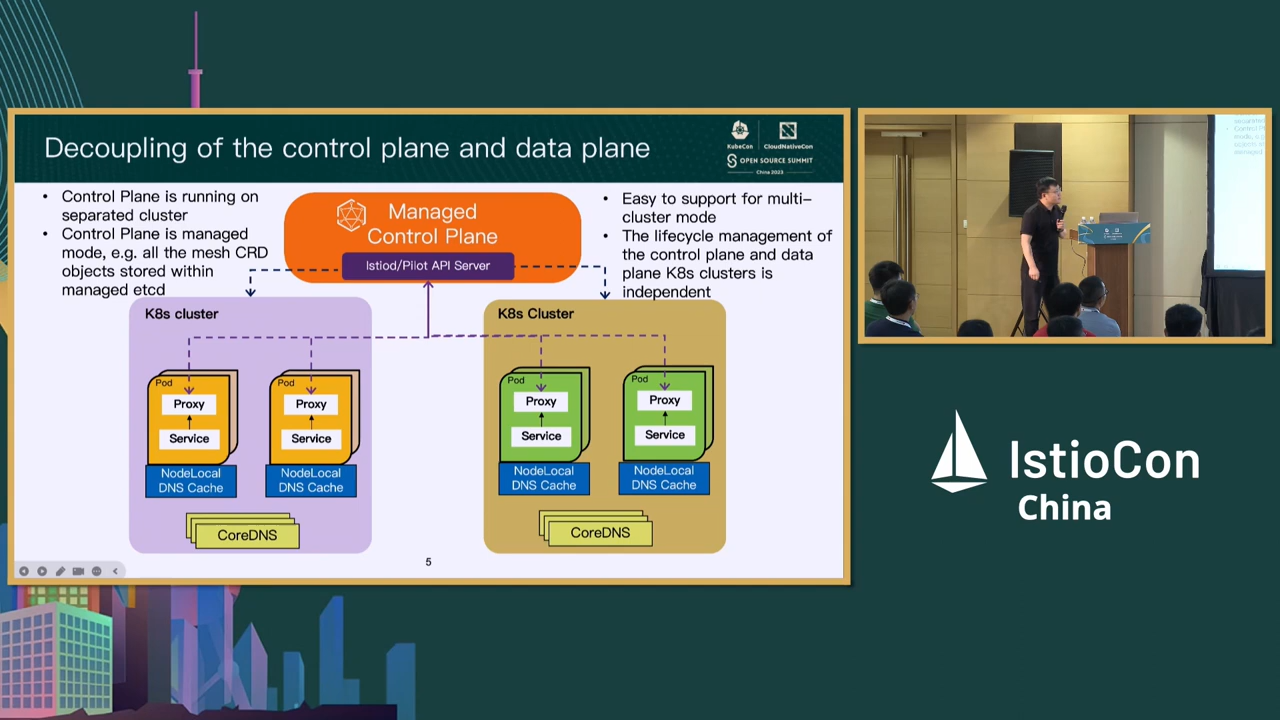 Decoupling of the control plane and data plane
KubeCon
CloudNativeCon
OPEN SOURCE SUMMIT
China 2023
• Control Plane is running on
separated cluster
• Control Plane is managed
mode, e.g. all the mesh CRD
objects stored within
managed etcd
Managed
Control Plane
Istiod/Pilot API Server
• Easy to support for multi-
cluster mode
• The lifecycle management of
the control plane and data
plane K8s clusters is
independent
K8s cluster
Pod
Proxy
Service
NodeLocal
DNS Cache
Pod
Proxy
Service
NodeLocal
DNS Cache
CoreDNS
K8s Cluster
Pod
Proxy
Service
NodeLocal
DNS Cache
Pod
Proxy
Service
NodeLocal
DNS Cache
CoreDNS
5
IstioCon
China